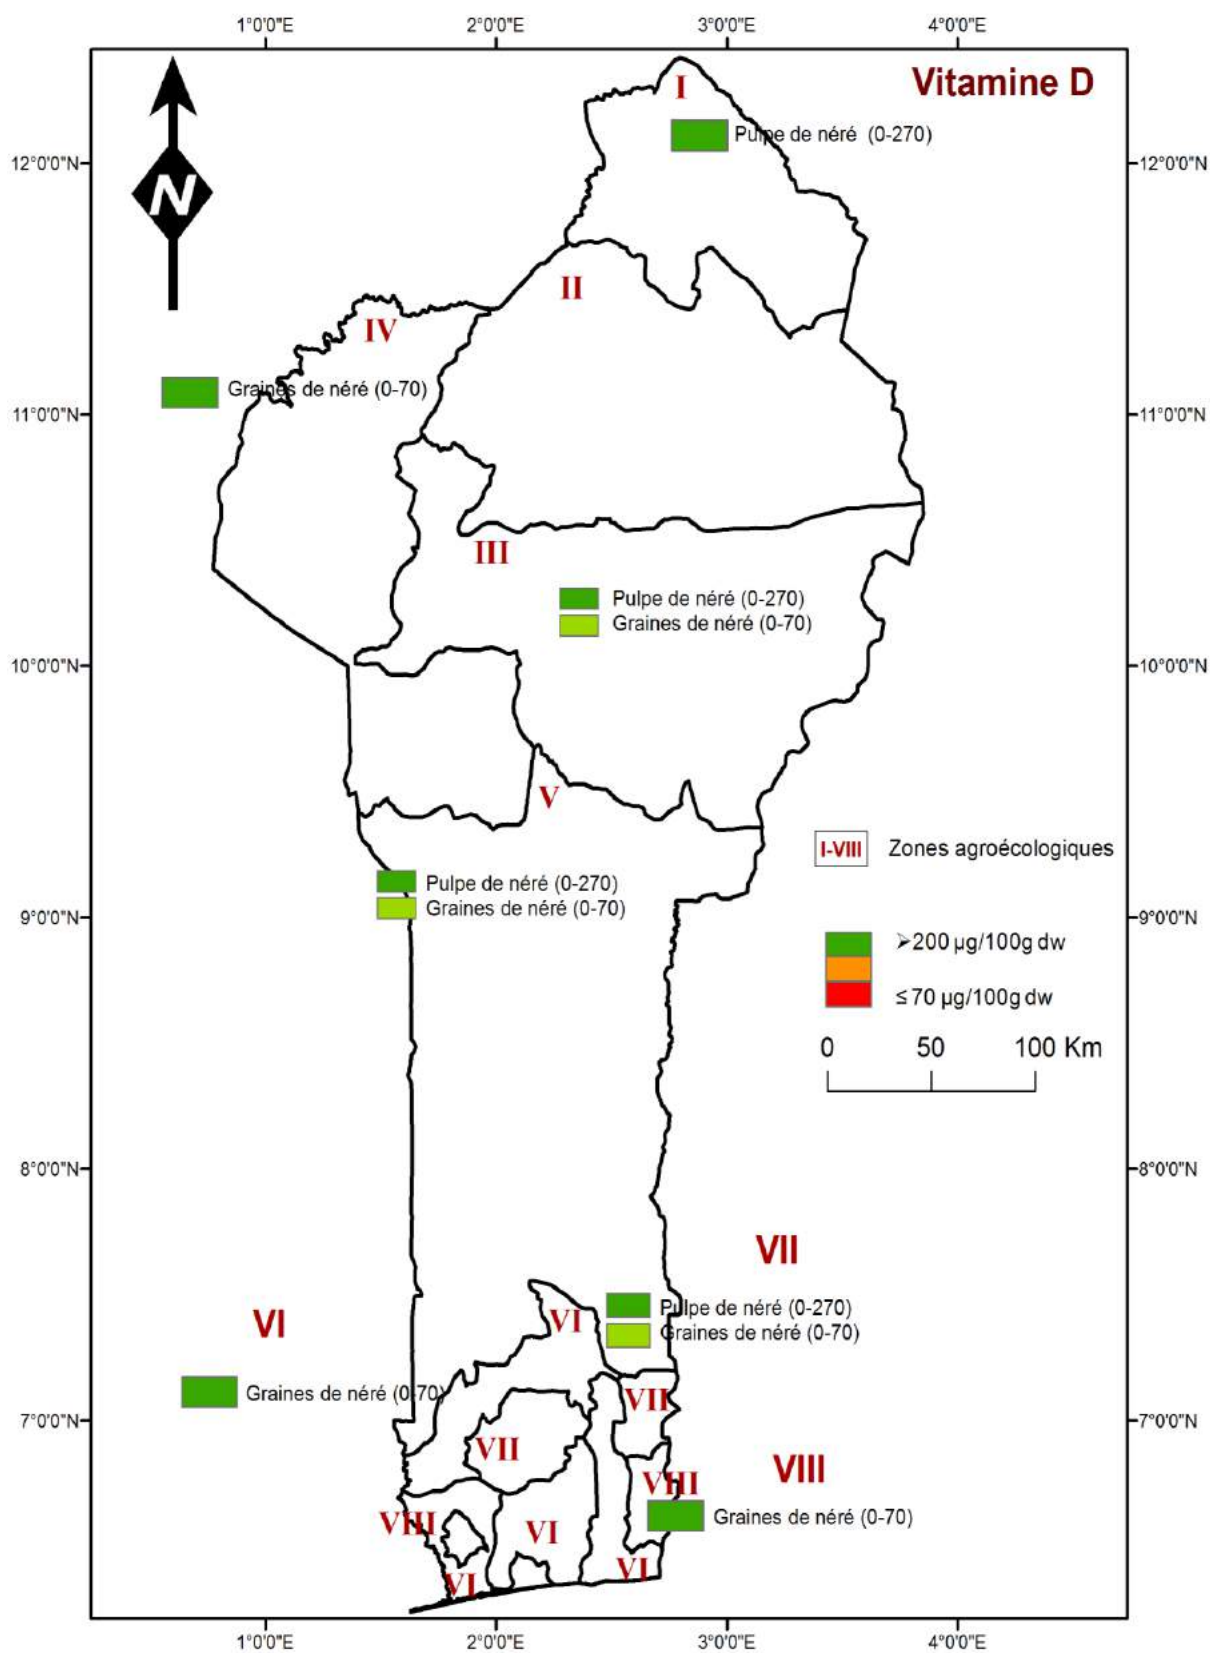 1°0'0"E 2°0'0"E 3°0'0"E 4°0'0"E
Vitamine D
N
I
Pulpe de néré (0-270)
12°0'0"N 12°0'0"N
II
IV
Graines de néré (0-70)
11°0'0"N 11°0'0"N
III
Pulpe de néré (0-270)
Graines de néré (0-70)
10°0'0"N 10°0'0"N
V
I-VIII Zones agroécologiques
Pulpe de néré (0-270)
Graines de néré (0-70)
9°0'0"N 9°0'0"N
➢200 µg/100g dw
≤ 70 µg/100g dw
0 50 100 Km
8°0'0"N 8°0'0"N
VII
VI
VI
Pulpe de néré (0-270)
Graines de néré (0-70)
Graines de néré (0-70)
VII
7°0'0"N 7°0'0"N
VII
VIII
VIII
VIII
Graines de néré (0-70)
VI
VI
VI
1°0'0"E 2°0'0"E 3°0'0"E 4°0'0"E